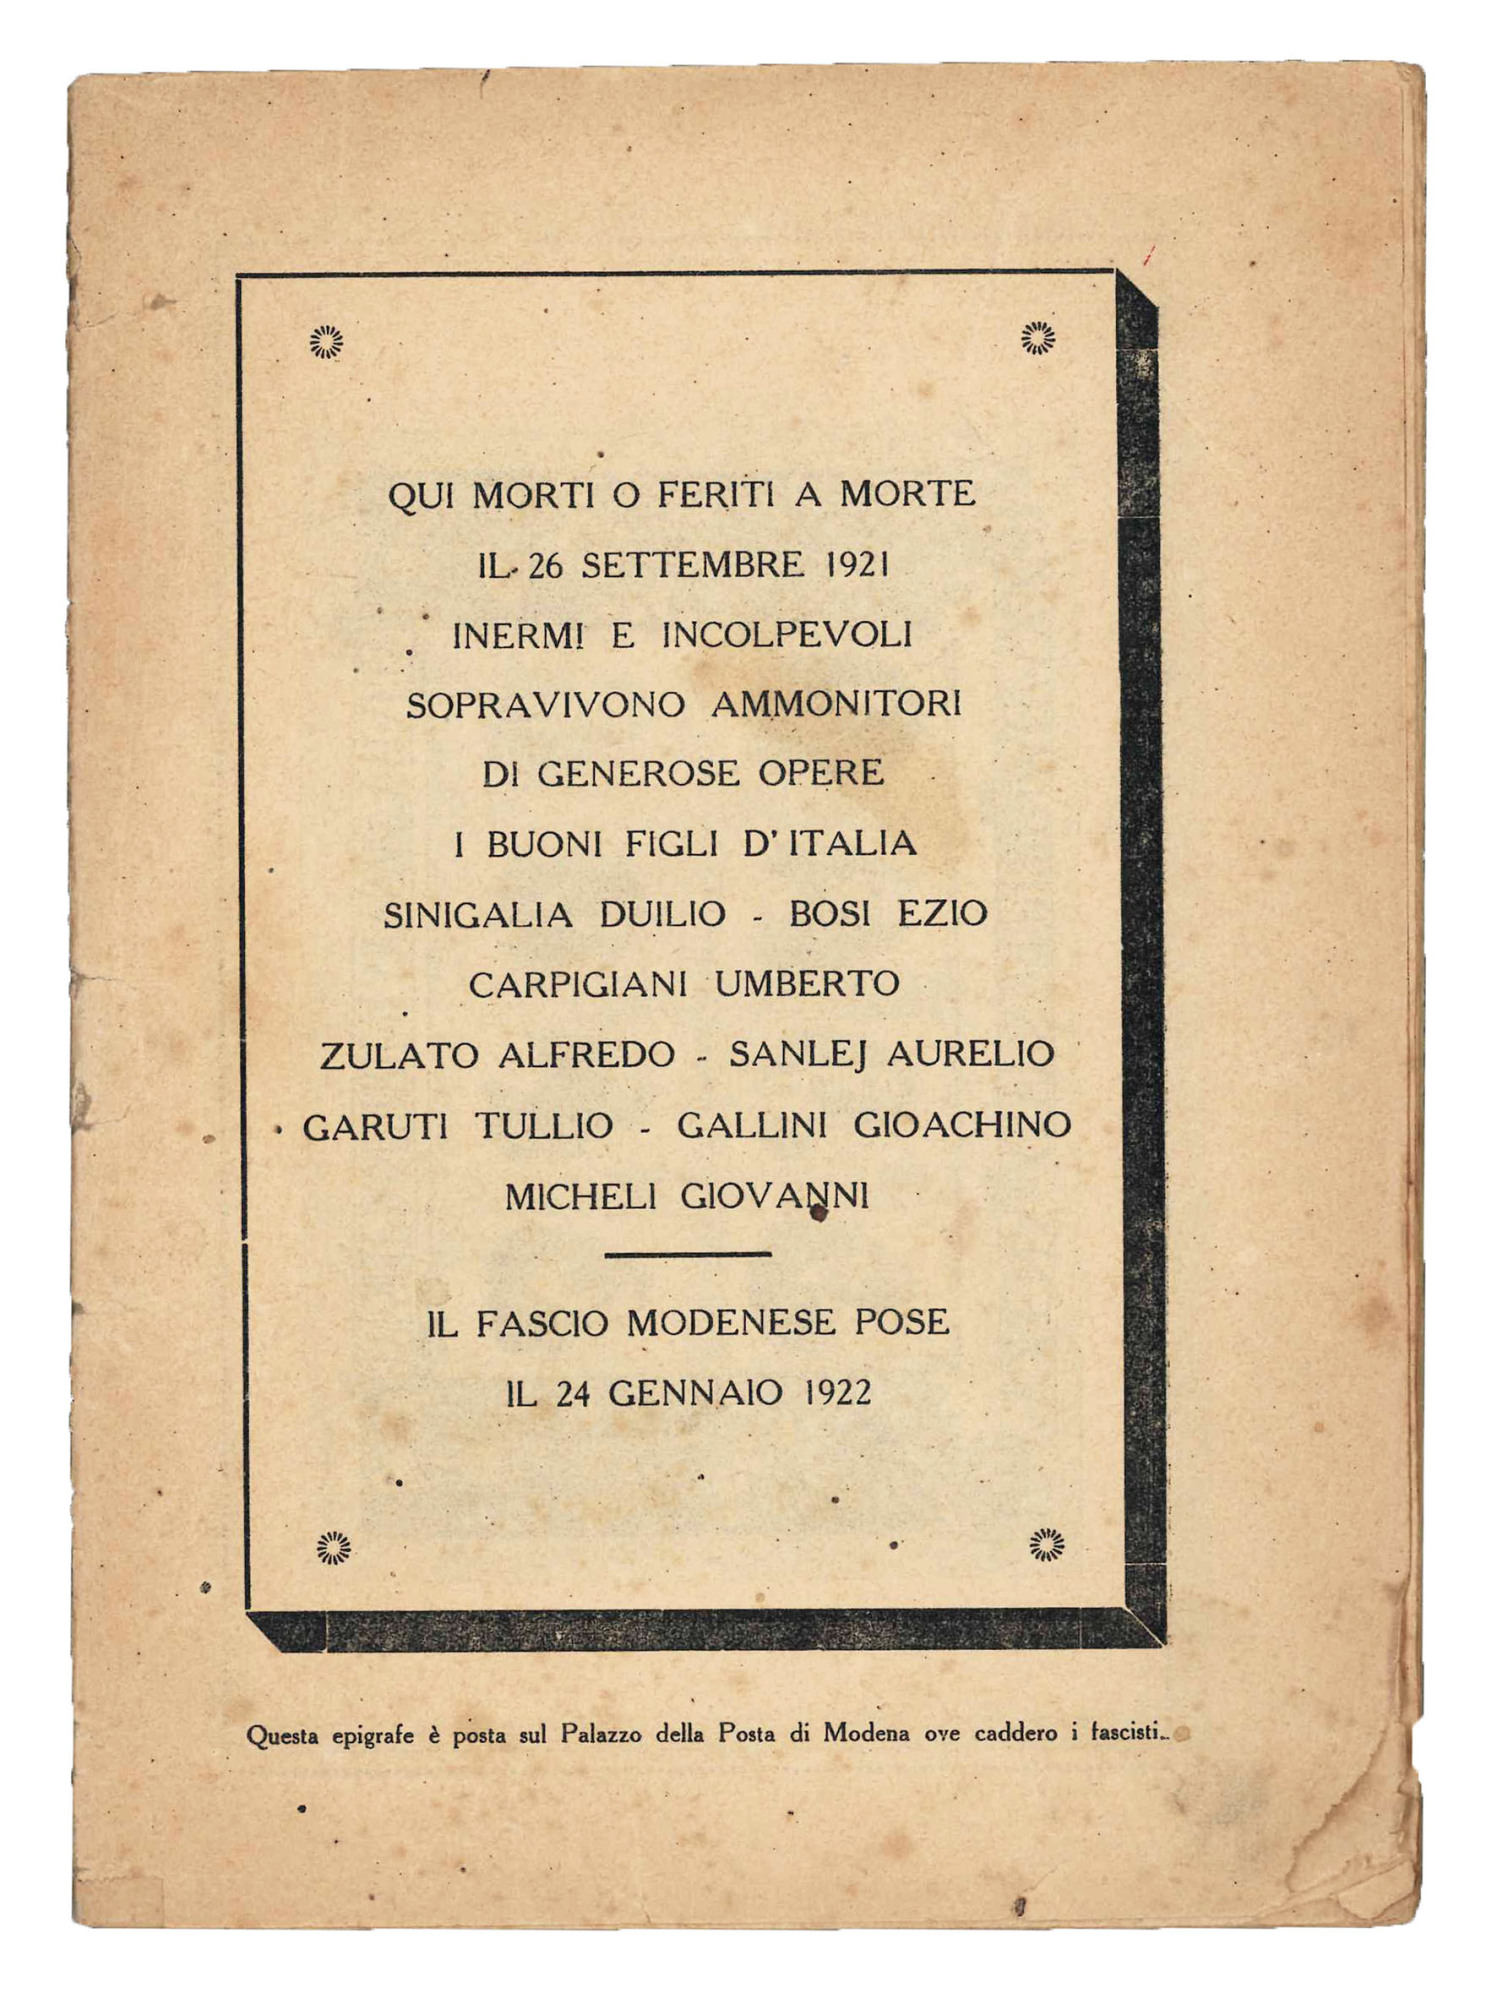 QUI MORTI O FERITI A MORTE
IL 26 SETTEMBRE 1921
INERMI E INCOLPEVOLI
SOPRAVIVONO AMMONITORI
DI GENEROSE OPERE
I BUONI FIGLI D' ITALIA
SINIGALIA DUILIO - BOSI EZIO
CARPIGIANI UMBERTO
ZULATO ALFREDO - SANLEJ AURELIO
GARUTI TULLIO - GALLINI GIOACHINO
MICHELI GIOVANNI
IL FASCIO MODENESE POSE
IL 24 GENNAIO 1922
Questa epigrafe è posta sul Palazzo della Posta di Modena ove caddero i fascisti..